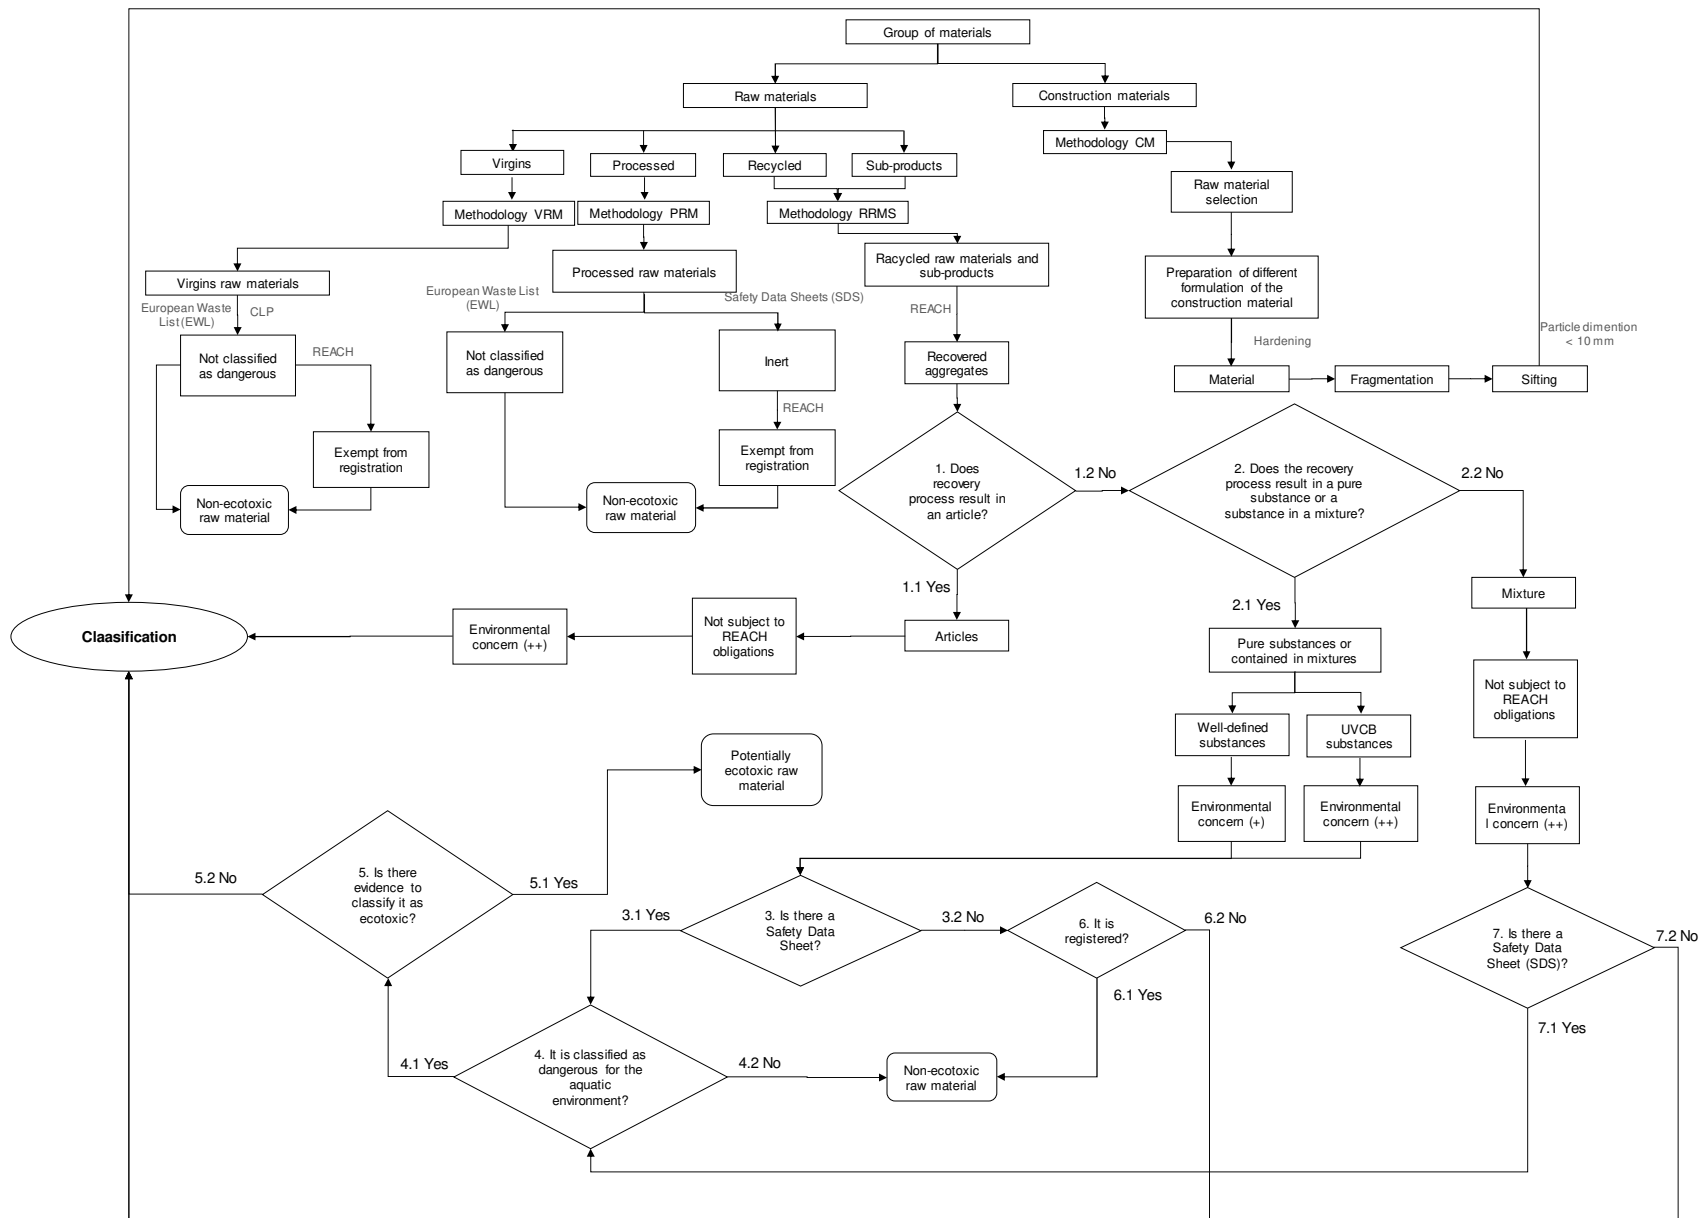 Group of materials
Raw materials
Construction materials
Methodology CM
Virgins
Processed
Recycled
Sub-products
Raw material
selection
Methodology VRM
Methodology PRM
Methodology RRMS
Virgins raw materials
Processed raw materials
Racycled raw materials and
sub-products
Preparation of different
formulation of the
construction material
European Waste
List (EWL)
CLP
European Waste List
(EWL)
Safety Data Sheets (SDS)
REACH
Hardening
Particle dimention
< 10 mm
Not classified
as dangerous
REACH
Not classified
as dangerous
Inert
Recovered
aggregates
Material
Fragmentation
Sifting
REACH
Exempt from
registration
Exempt from
registration
Non-ecotoxic
raw material
Non-ecotoxic
raw material
1. Does
recovery
process result in
an article?
1.2 No
2. Does the recovery
process result in a pure
substance or a
substance in a mixture?
2.2 No
1.1 Yes
2.1 Yes
Mixture
Claasification
Environmental
concern (++)
Not subject to
REACH
obligations
Articles
Pure substances or
contained in mixtures
Not subject to
REACH
obligations
Well-defined
substances
UVCB
substances
Potentially
ecotoxic raw
material
Environmental
concern (+)
Environmental
concern (++)
Environmenta
l concern (++)
5.2 No
5. Is there
evidence to
classify it as
ecotoxic?
5.1 Yes
3.1 Yes
3. Is there a
Safety Data
Sheet?
3.2 No
6. It is
registered?
6.2 No
7. Is there a
Safety Data
Sheet (SDS)?
7.2 No
6.1 Yes
7.1 Yes
4.1 Yes
4. It is classified as
dangerous for the
aquatic
environment?
4.2 No
Non-ecotoxic
raw material